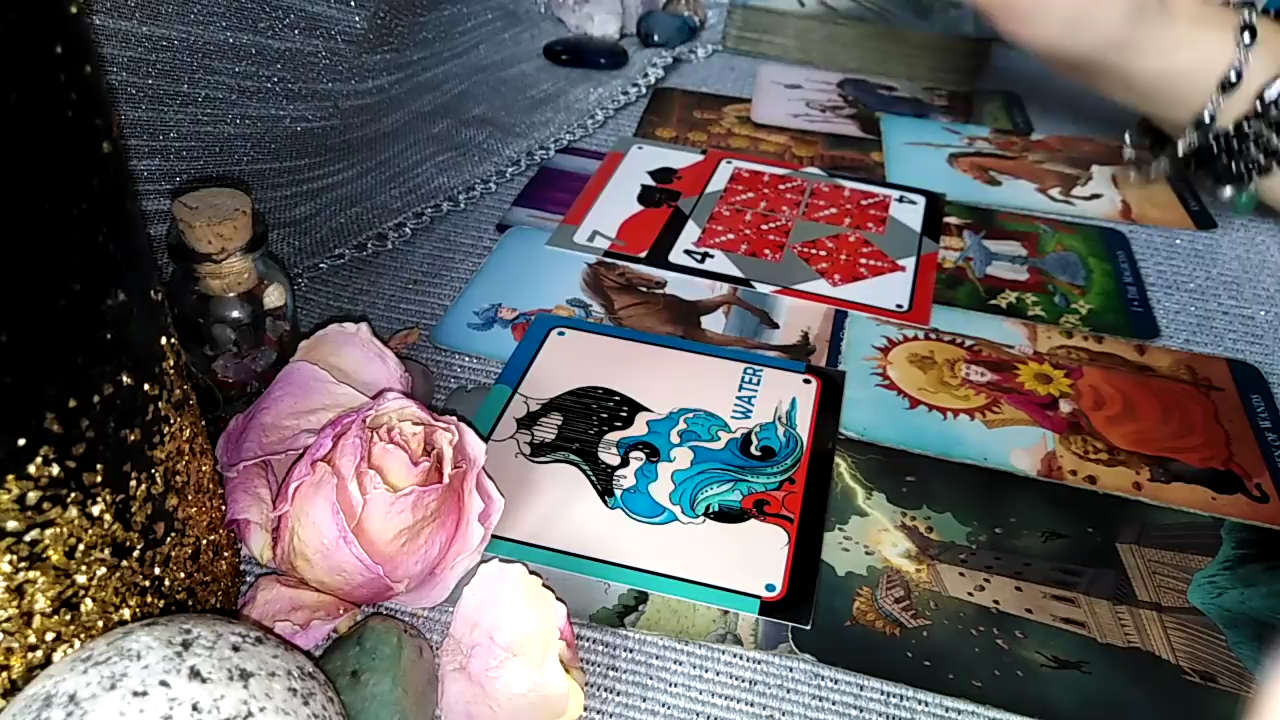 7
4
4
I • THE MAGICIAN
WATER
OF WANDS